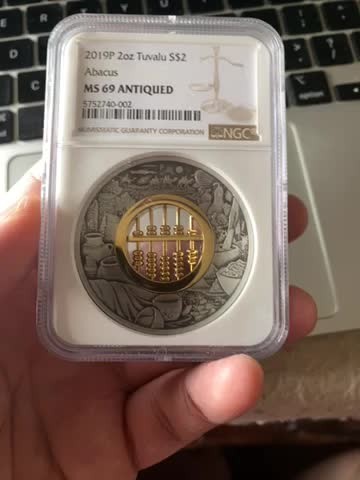 2019P 2oz Tuvalu S$2
Abacus
MS 69 ANTIQUED
5752740-002
NUMISMATIC GUARANTY CORPORATION
NGC